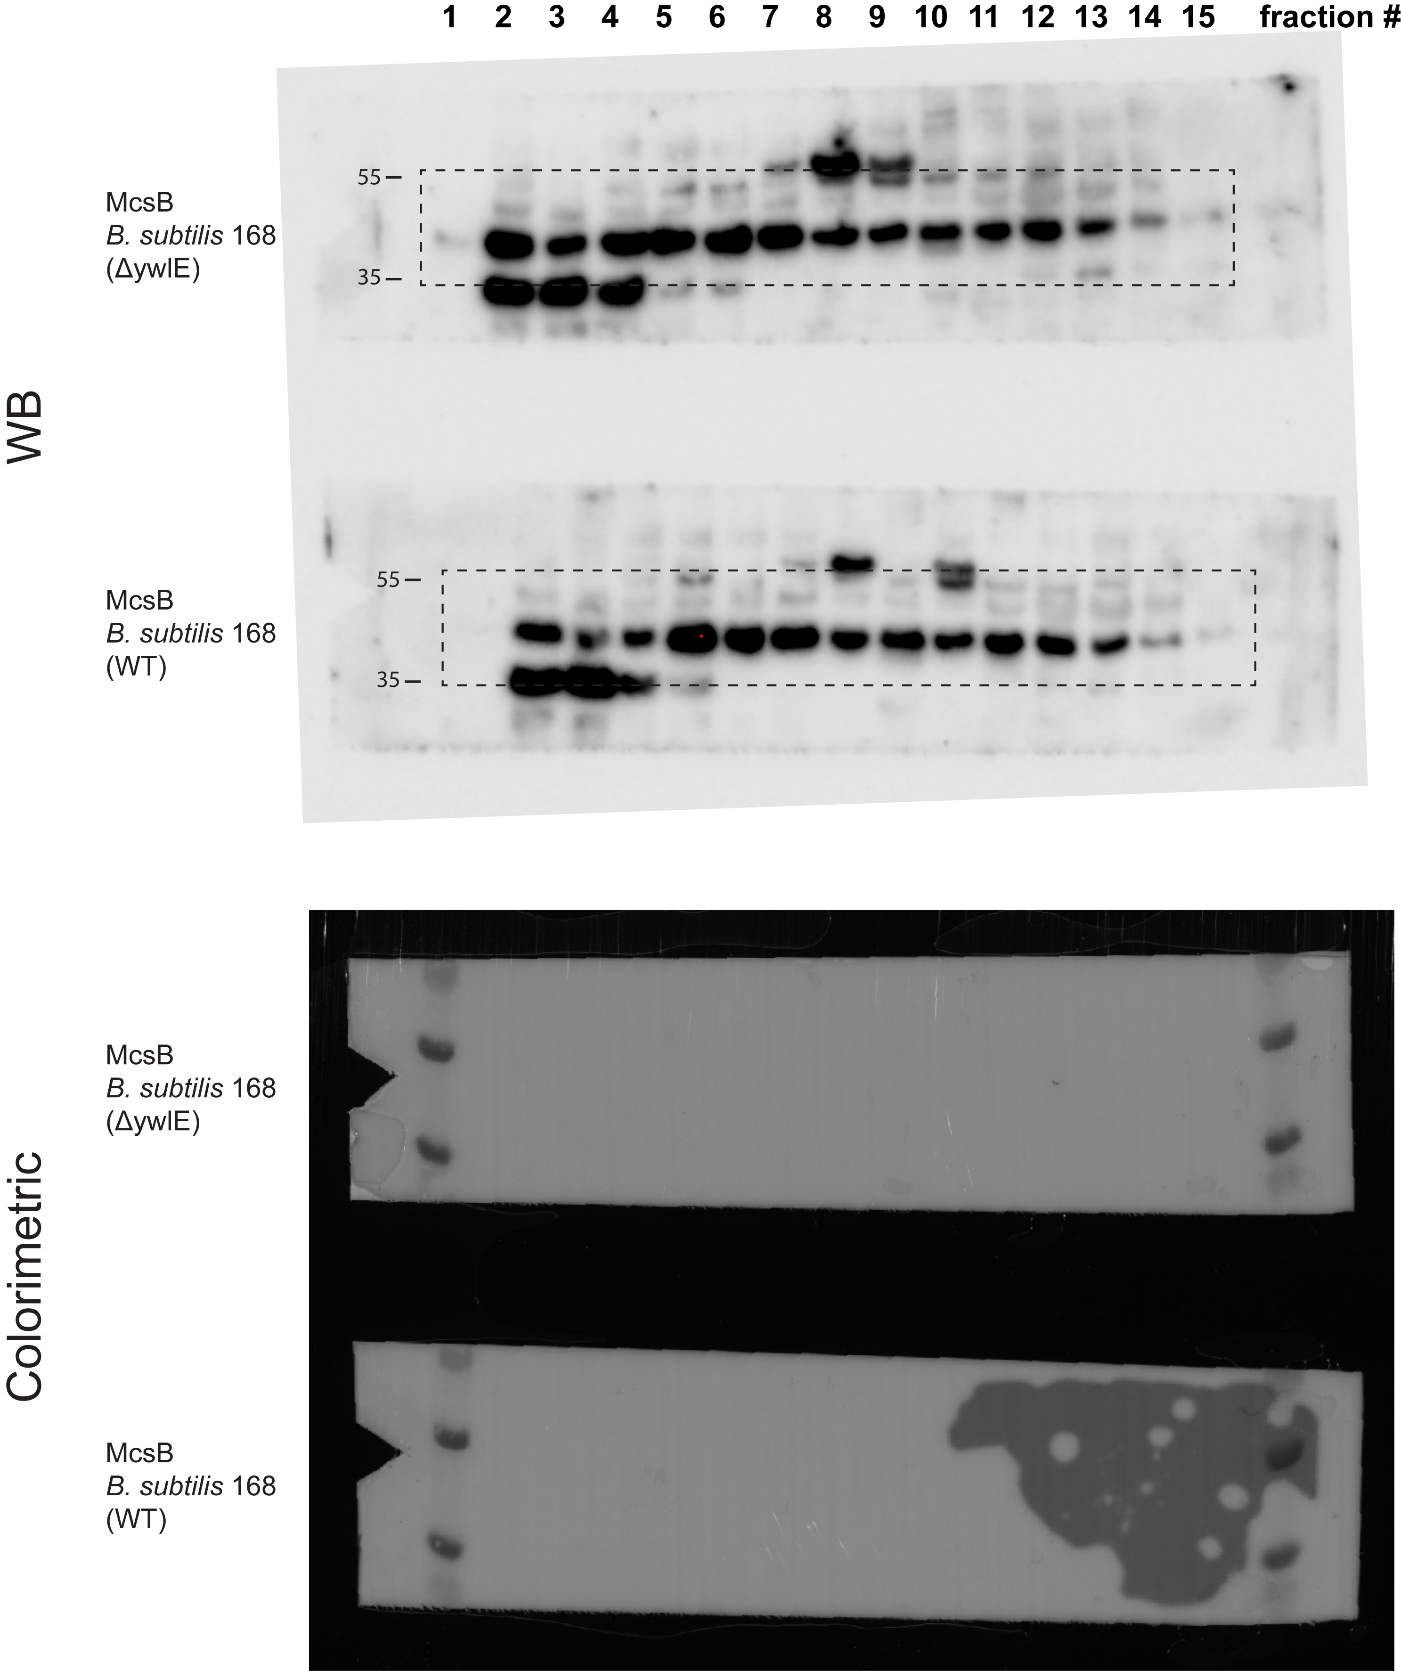 1 2 3 4 5 6 7 8 9 10 11 12 13 14 15 fraction #
WB
McsB
B. subtilis 168
(ΔywlE)
55
35
McsB
B. subtilis 168
(WT)
55
35
Colorimetric
McsB
B. subtilis 168
(ΔywlE)
McsB
B. subtilis 168
(WT)